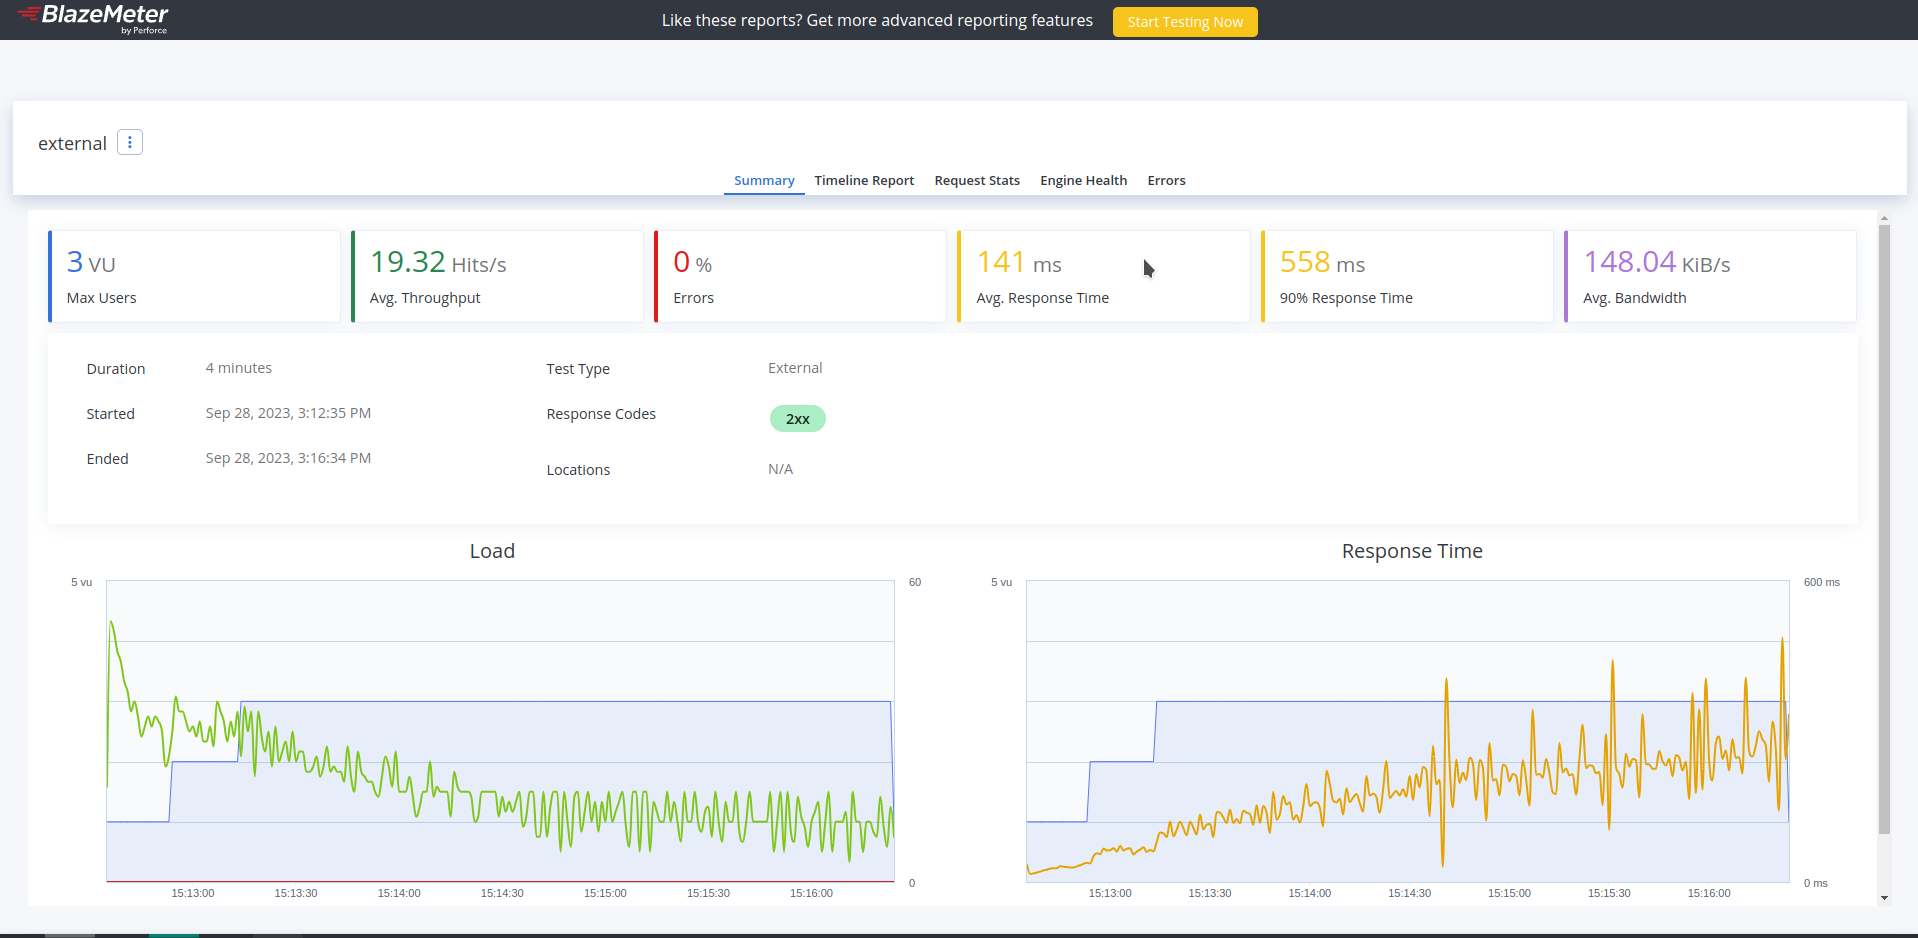 BlazeMeter
by Perforce
Like these reports? Get more advanced reporting features
Start Testing Now
external
Summary Timeline Report Request Stats Engine Health Errors
3 VU
Max Users
19.32 Hits/s
Avg. Throughput
0 %
Errors
141 ms
Avg. Response Time
558 ms
90% Response Time
148.04 KiB/s
Avg. Bandwidth
Duration 4 minutes
Started Sep 28, 2023, 3:12:35 PM
Ended Sep 28, 2023, 3:16:34 PM
Test Type External
Response Codes 2xx
Locations N/A
Load
5 vu
60
0
15:13:00 15:13:30 15:14:00 15:14:30 15:15:00 15:15:30 15:16:00
Response Time
5 vu
600 ms
0 ms
15:13:00 15:13:30 15:14:00 15:14:30 15:15:00 15:15:30 15:16:00